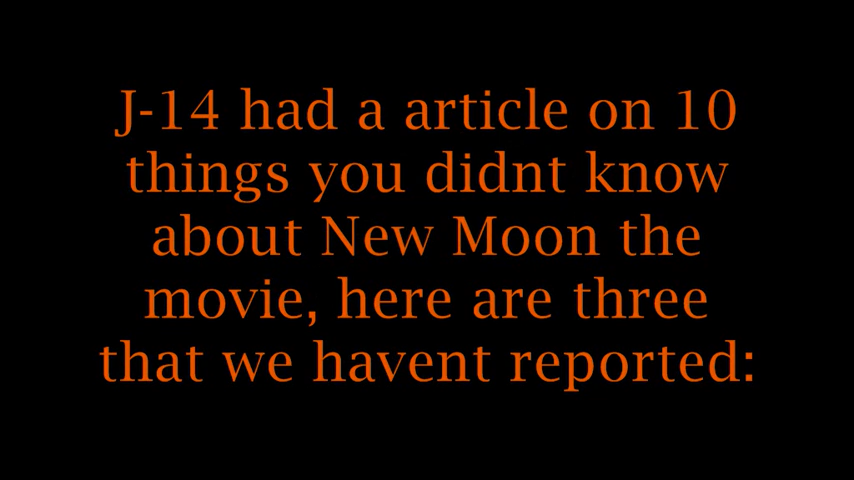 J-14 had a article on 10
things you didnt know
about New Moon the
movie, here are three
that we havent reported: